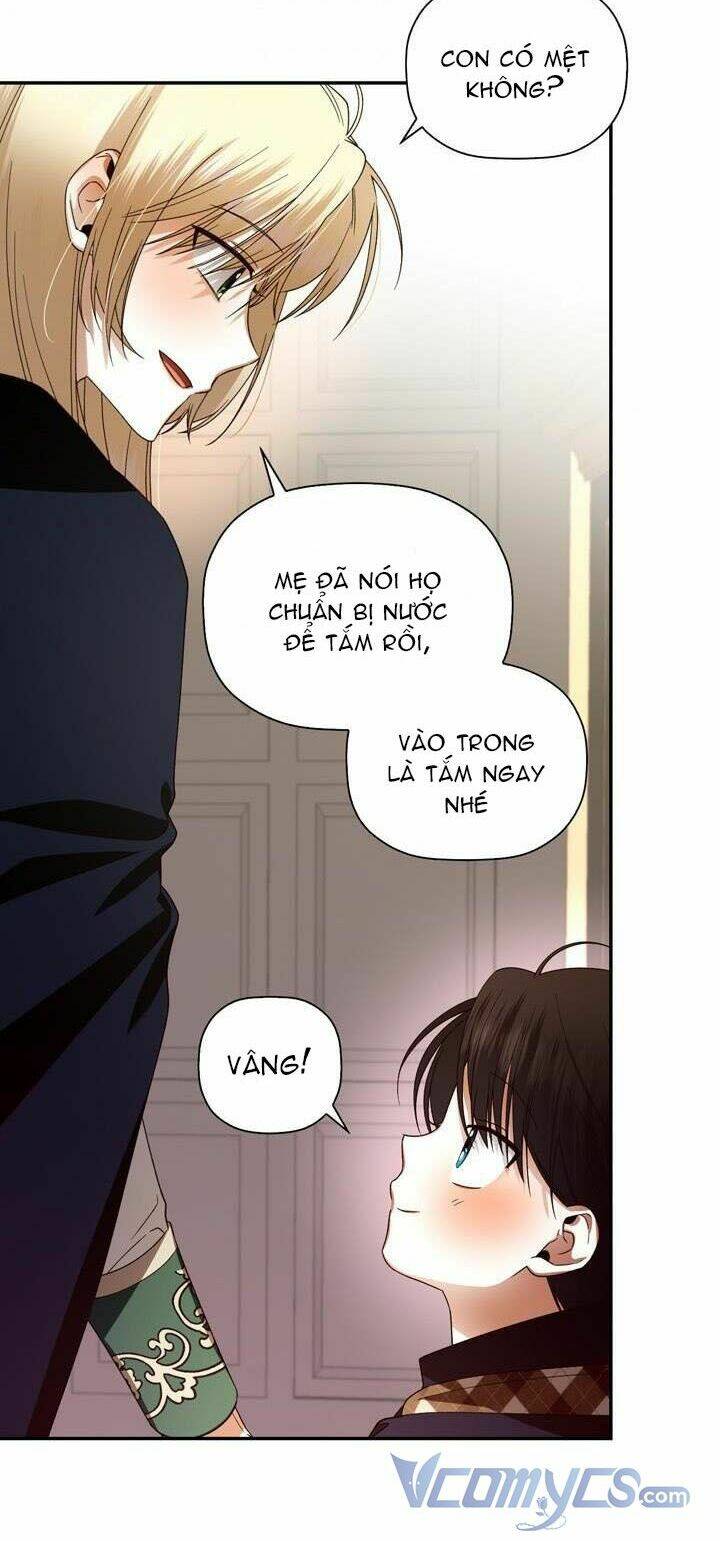 CON CÓ MỆT
KHÔNG?
MẸ ĐÃ NÓI HỌ
CHUẨN BỊ NƯỚC
ĐỂ TẮM RỒI,
VÀO TRONG
LÀ TẮM NGAY
NHÉ
VÂNG!
VCOMYCS.com